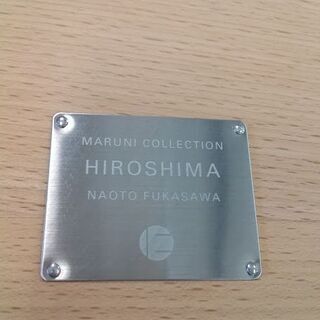 MARUNI COLLECTION
HIROSHIMA
NAOTO FUKASAWA